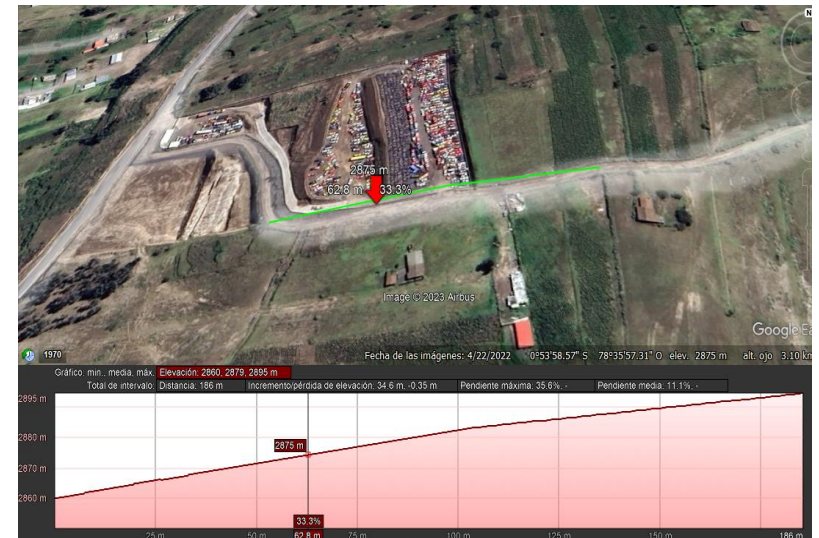 N
2875 m
62.8 m 33.3%
Image © 2023 Airbus
Google Ea
1970
Fecha de las imágenes: 4/22/2022 0°53'58.57" S 78°35'57.31" O elev. 2875 m alt. ojo 3.10 km
Gráfico: min., media, máx. Elevación: 2860, 2879, 2895 m
Total de intervalo: Distancia: 186 m Incremento/pérdida de elevación: 34.6 m, -0.35 m Pendiente máxima: 35.6%, - Pendiente media: 11.1%, -
2895 m
2880 m
2875 m
2870 m
2860 m
33.3%
25 m 50 m 62.8 m 75 m 100 m 125 m 150 m 186 m